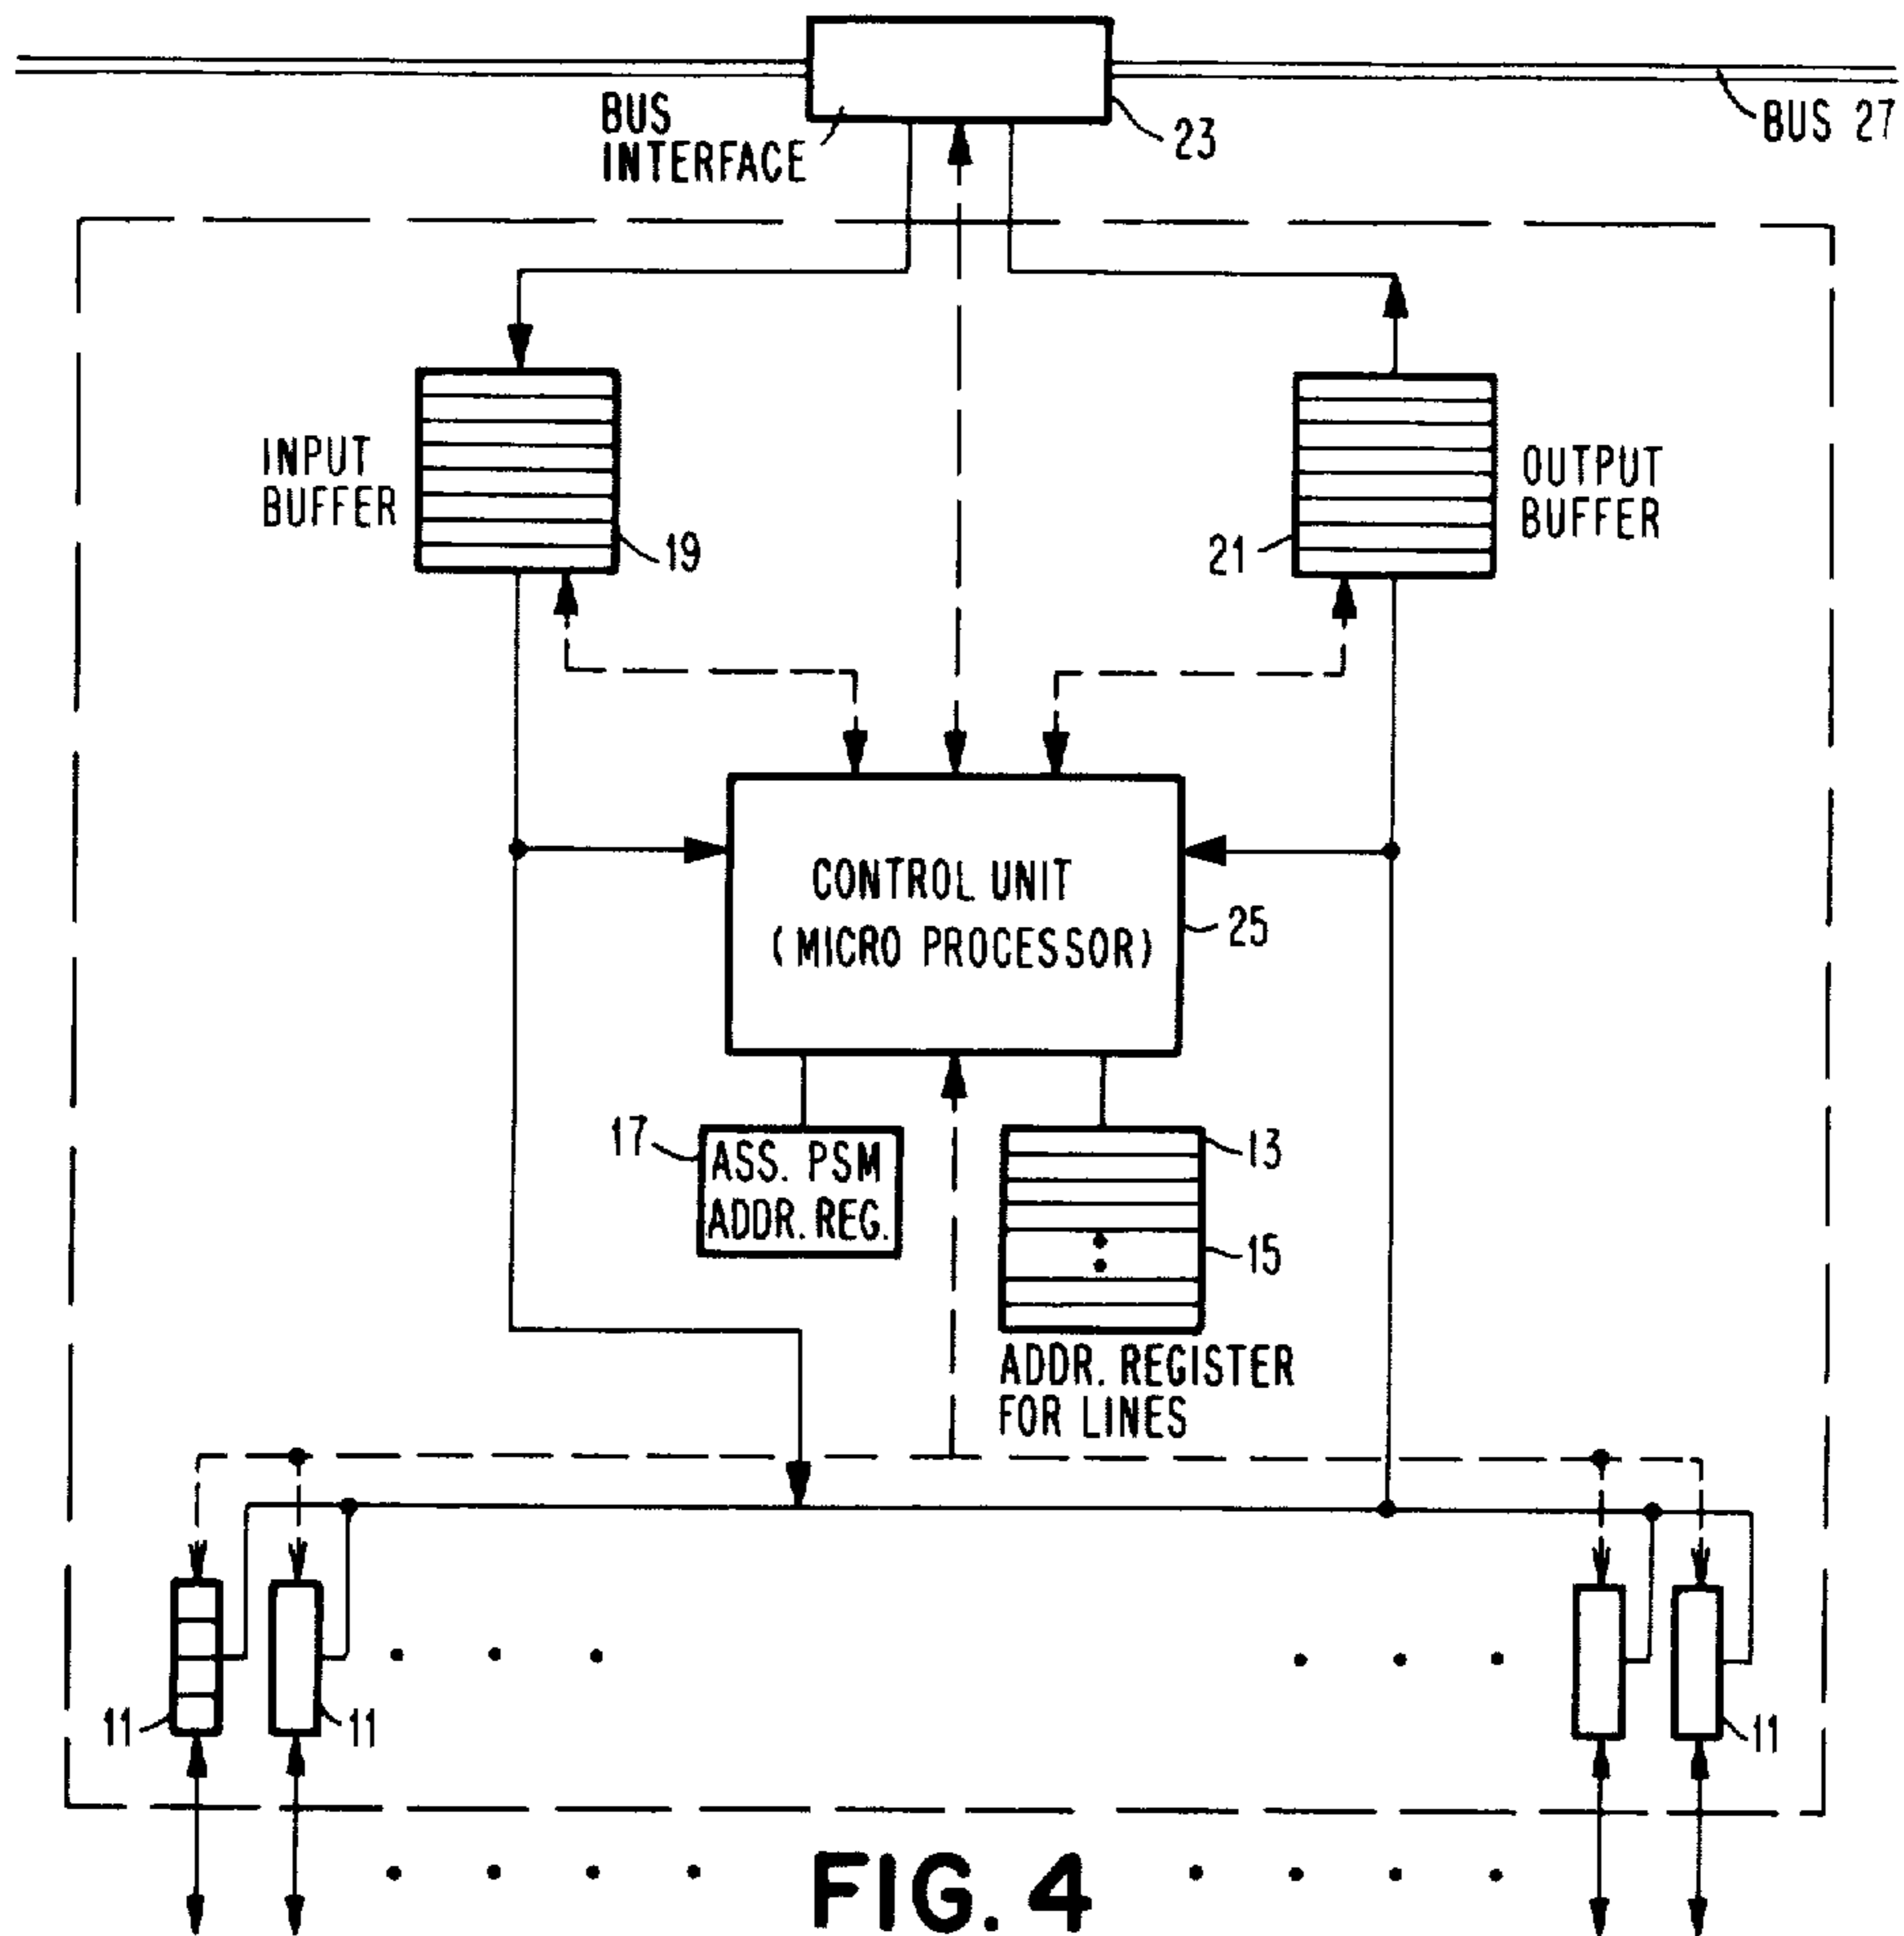 BUS
INTERFACE
23
BUS 27
INPUT
BUFFER
19
OUTPUT
BUFFER
21
CONTROL UNIT
(MICRO PROCESSOR)
25
17
ASS. PSM
ADDR. REG.
13
15
ADDR. REGISTER
FOR LINES
11
11
11
FIG. 4